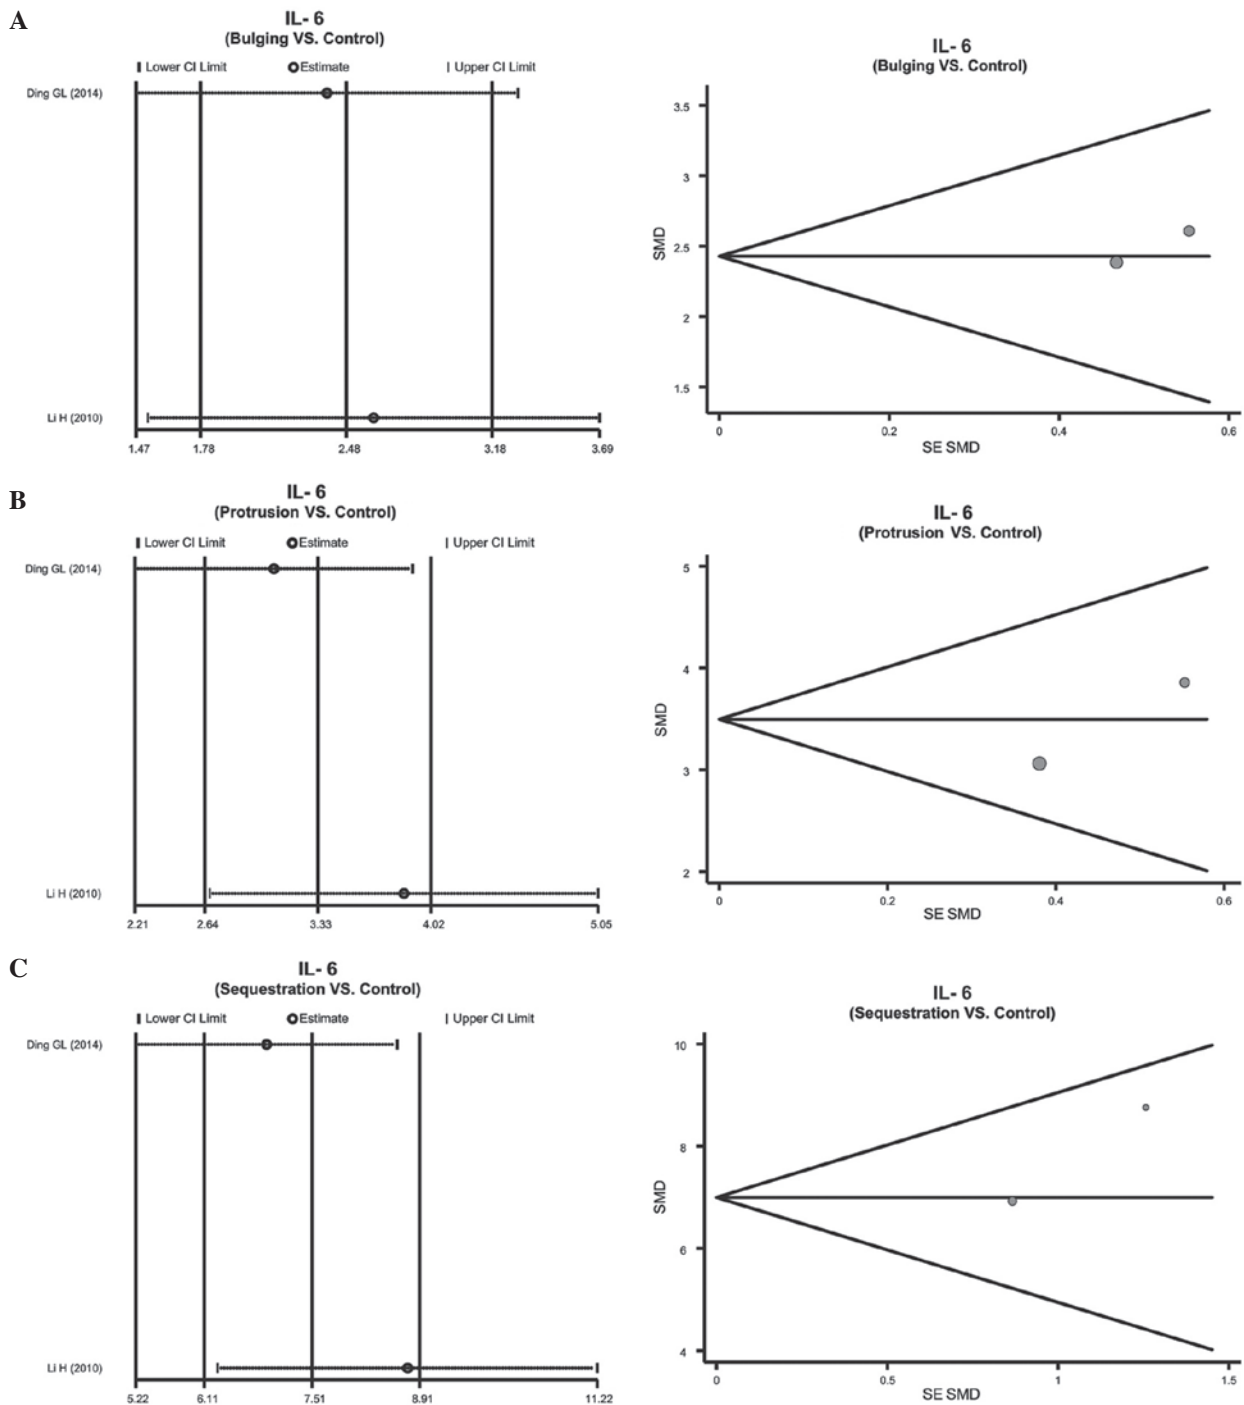 A
IL- 6
(Bulging VS. Control)
Lower CI Limit Estimate Upper CI Limit
Ding GL (2014)
Li H (2010)
1.47 1.78 2.48 3.18 3.69
IL- 6
(Bulging VS. Control)
SMD
3.5
3
2.5
2
1.5
0 0.2 0.4 0.6
SE SMD
B
IL- 6
(Protrusion VS. Control)
Lower CI Limit Estimate Upper CI Limit
Ding GL (2014)
Li H (2010)
2.21 2.64 3.33 4.02 5.05
IL- 6
(Protrusion VS. Control)
SMD
5
4
3
2
0 0.2 0.4 0.6
SE SMD
C
IL- 6
(Sequestration VS. Control)
Lower CI Limit Estimate Upper CI Limit
Ding GL (2014)
Li H (2010)
5.22 6.11 7.51 8.91 11.22
IL- 6
(Sequestration VS. Control)
SMD
10
8
6
4
0 0.5 1 1.5
SE SMD